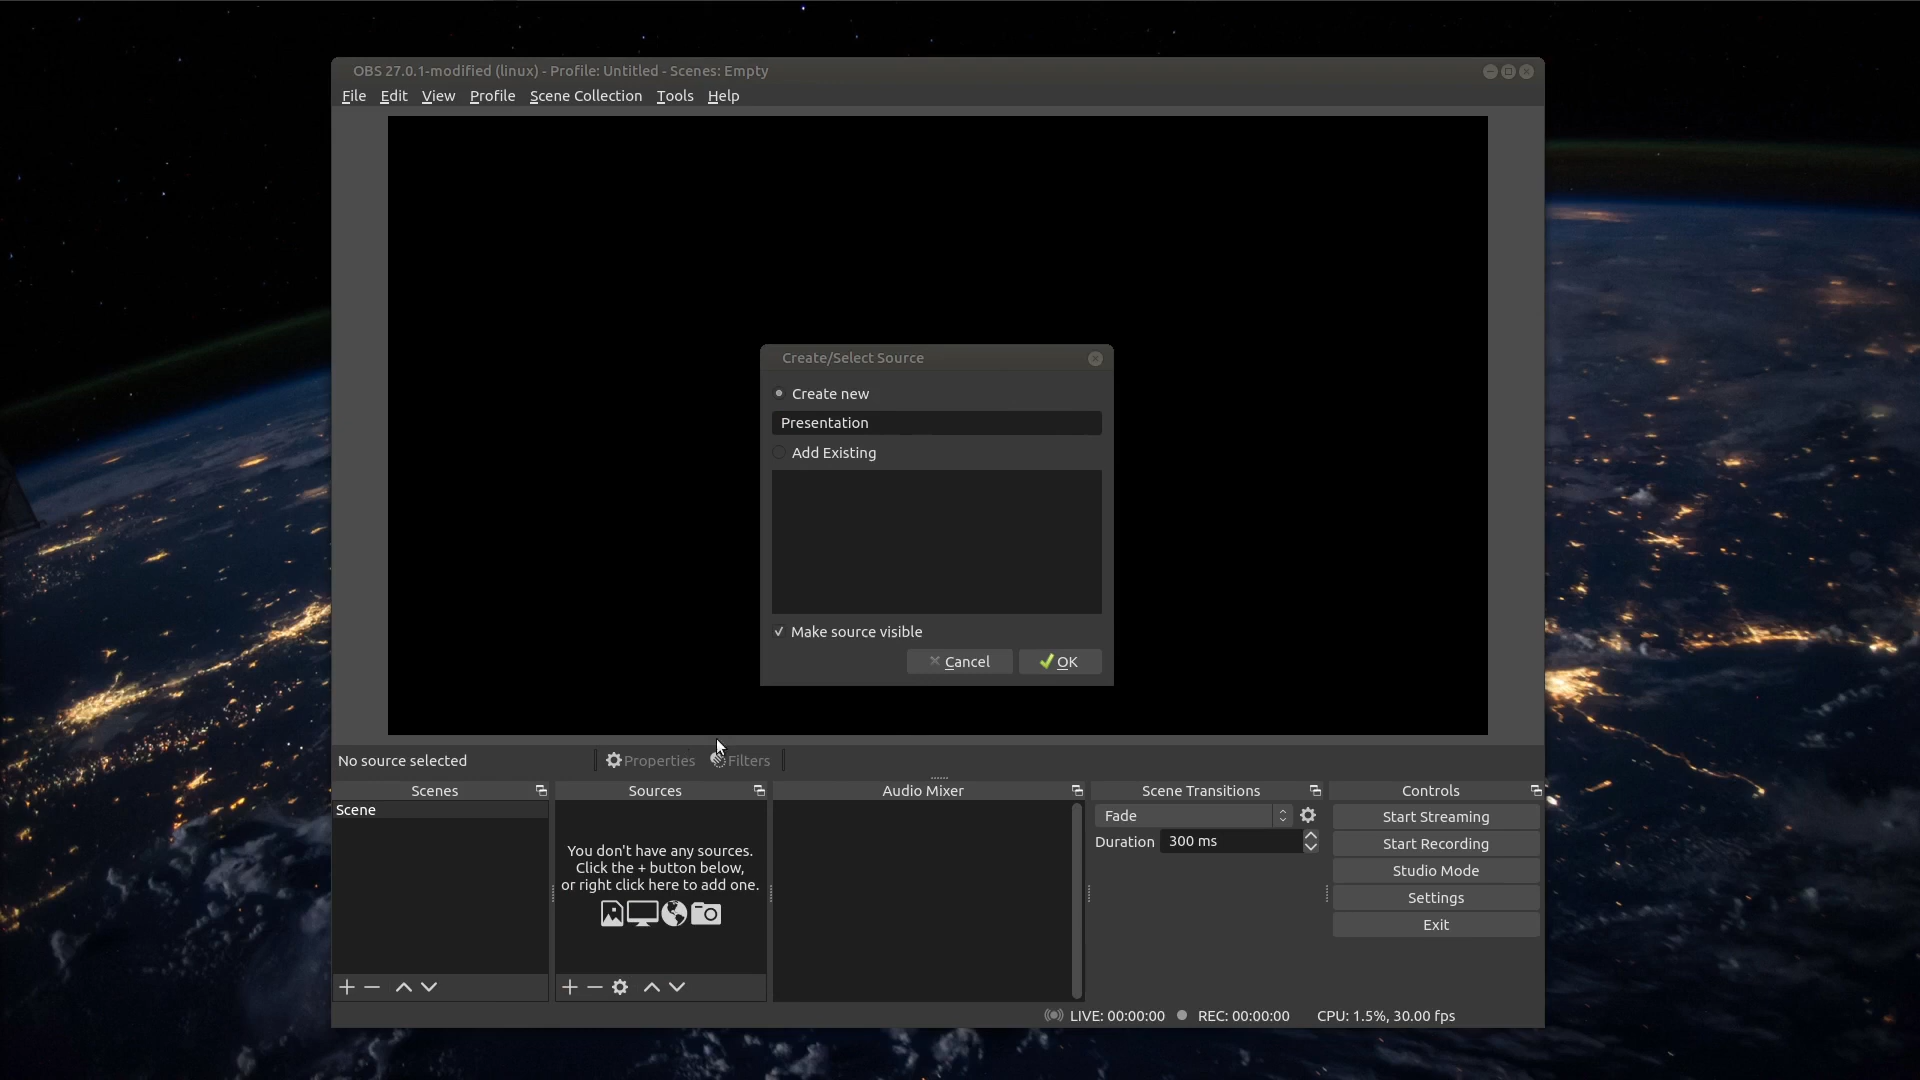 OBS 27.0.1-modified (linux) - Profile: Untitled - Scenes: Empty
File Edit View Profile Scene Collection Tools Help
Create/Select Source
Create new
Presentation
Add Existing
Make source visible
Cancel OK
No source selected Properties Filters
Scenes
Scene
Sources
You don't have any sources.
Click the + button below,
or right click here to add one.
Audio Mixer
Scene Transitions
Fade
Duration 300 ms
Controls
Start Streaming
Start Recording
Studio Mode
Settings
Exit
LIVE: 00:00:00 REC: 00:00:00 CPU: 1.5%, 30.00 fps